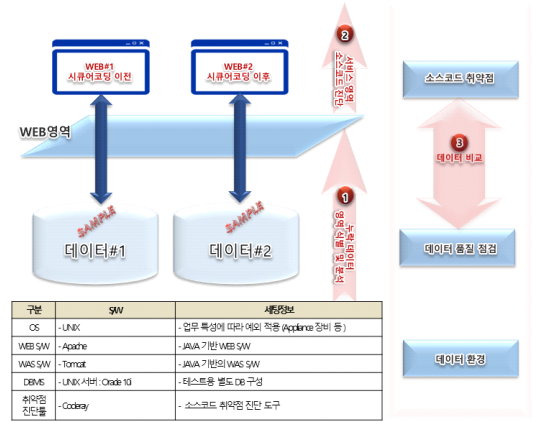 WEB#1
시큐어코딩 이전
WEB#2
시큐어코딩 이후
WEB영역
SAMPLE
데이터#1
SAMPLE
데이터#2
2
서비스 영역
소스코드 진단
1
누락 데이터
영역 식별 및 분석
소스코드 취약점
3
데이터 비교
데이터 품질 점검
데이터 환경
구분 S/W 세팅정보
OS - UNIX - 업무 특성에 따라 예외 적용 (Appliance 장비 등 )
WEB S/W - Apache - JAVA 기반 WEB S/W
WAS S/W - Tomcat - JAVA 기반의 WAS S/W
DBMS - UNIX 서버 : Oracle 10i - 테스트용 별도 DB 구성
취약점
진단툴 - Coderay - 소스코드 취약점 진단 도구